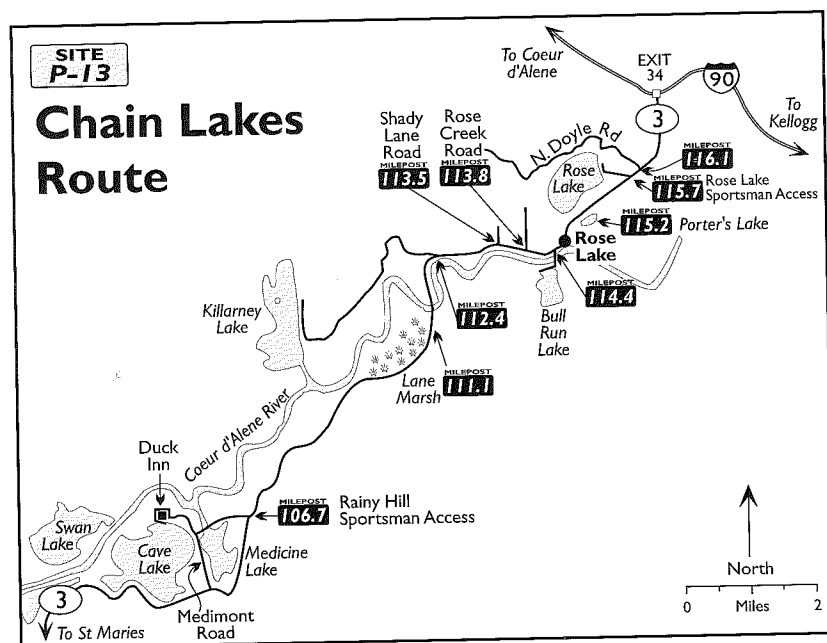 SITE
P-13
Chain Lakes
Route
To Coeur
d'Alene
EXIT
34
90
3
To
Kellogg
Shady
Lane
Road
MILEPOST
113.5
Rose
Creek
Road
MILEPOST
113.8
N. Doyle Rd
Rose
Lake
MILEPOST
116.1
MILEPOST
115.7
Rose Lake
Sportsman Access
MILEPOST
115.2
Porter's Lake
Rose
Lake
MILEPOST
114.4
Bull
Run
Lake
MILEPOST
112.4
Killarney
Lake
Lane
Marsh
MILEPOST
111.1
Coeur d'Alene River
Duck
Inn
MILEPOST
106.7
Rainy Hill
Sportsman Access
Swan
Lake
Cave
Lake
Medicine
Lake
3
Medimont
Road
To St Maries
North
0
Miles
2